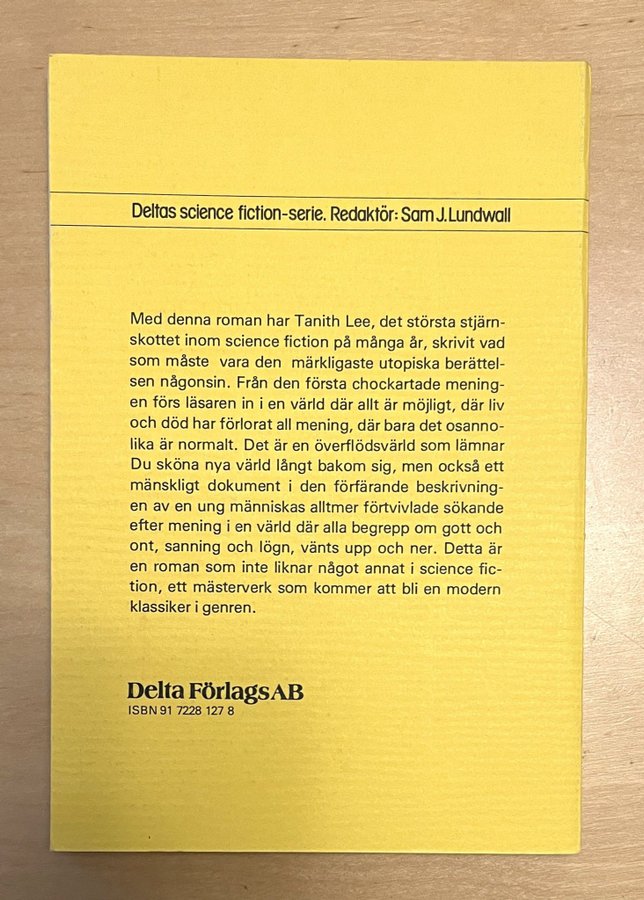 Deltas science fiction-serie. Redaktör: Sam J. Lundwall
Med denna roman har Tanith Lee, det största stjärn-
skottet inom science fiction på många år, skrivit vad
som måste vara den märkligaste utopiska berättel-
sen någonsin. Från den första chockartade mening-
en förs läsaren in i en värld där allt är möjligt, där liv
och död har förlorat all mening, där bara det osanno-
lika är normalt. Det är en överflödsvärld som lämnar
Du sköna nya värld långt bakom sig, men också ett
mänskligt dokument i den förfärande beskrivning-
en av en ung människas alltmer förtvivlade sökande
efter mening i en värld där alla begrepp om gott och
ont, sanning och lögn, vänts upp och ner. Detta är
en roman som inte liknar något annat i science fic-
tion, ett mästerverk som kommer att bli en modern
klassiker i genren.
Delta Förlags AB
ISBN 91 7228 127 8